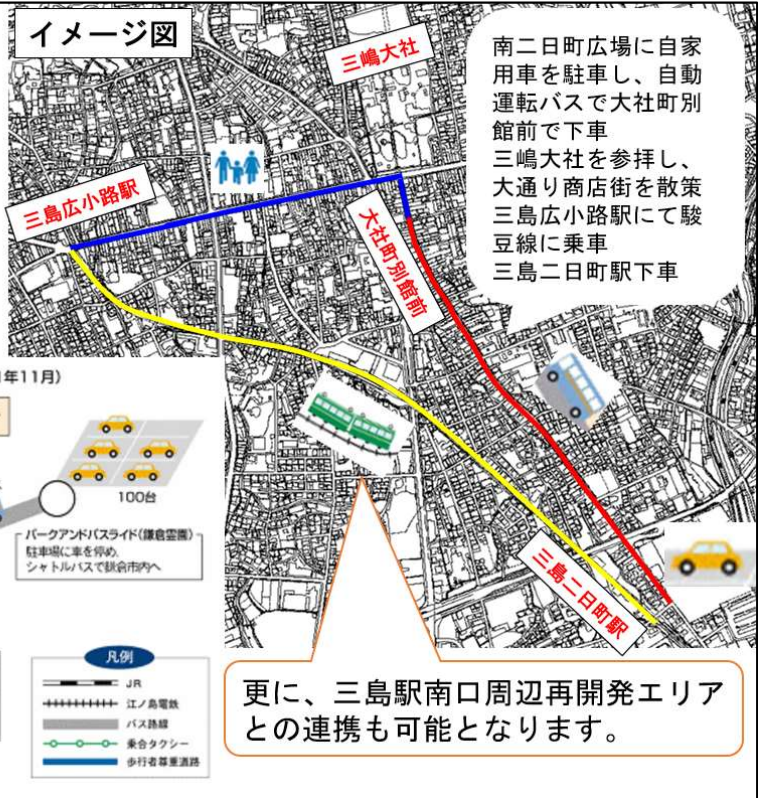 イメージ図
三嶋大社
南二日町広場に自家
用車を駐車し、自動
運転バスで大社町別
館前で下車
三嶋大社を参拝し、
大通り商店街を散策
三島広小路駅にて駿
豆線に乗車
三島二日町駅下車
三島広小路駅
大社町別館前
年11月)
100台
パークアンドバスライド(鎌倉霊園)
駐車場に車を停め、
シャトルバスで鎌倉市内へ
三島二日町駅
凡例
JR
江ノ島電鉄
バス路線
乗合タクシー
歩行者尊重道路
更に、三島駅南口周辺再開発エリア
との連携も可能となります。